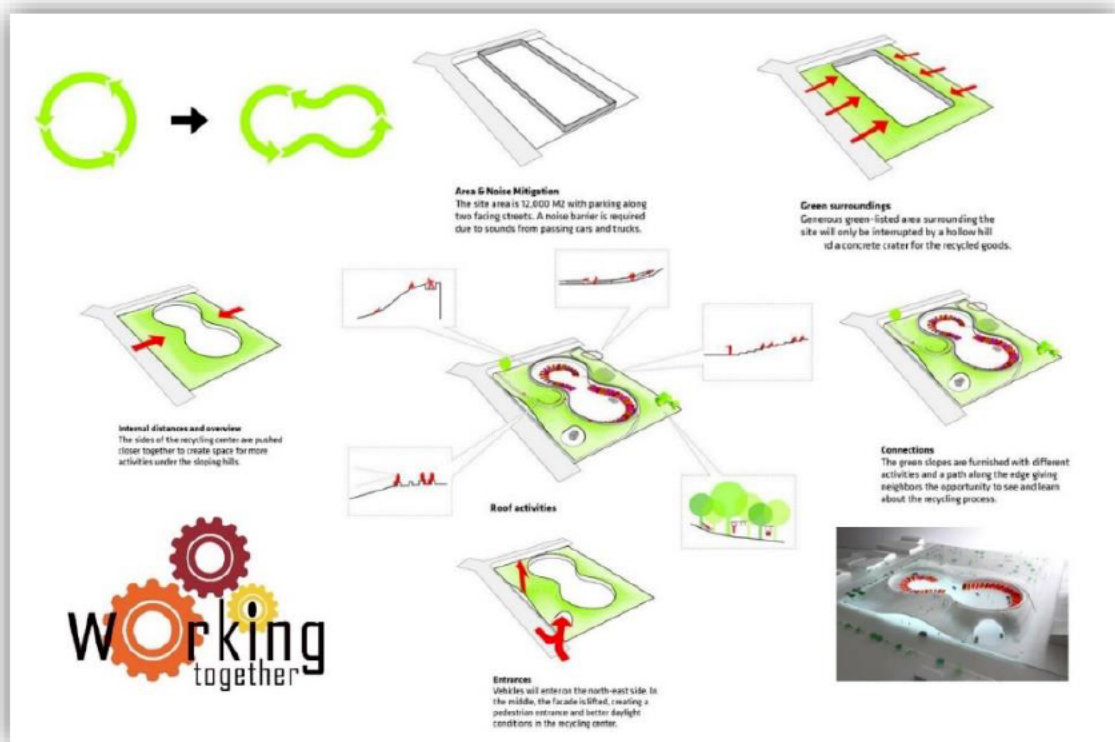 Area & Noise Mitigation
The site area is 12,000 M2 with parking along
two facing streets. A noise barrier is required
due to sounds from passing cars and trucks.
Green surroundings
Generous green-listed area surrounding the
site will only be interrupted by a hollow hill
nd a concrete crater for the recycled goods.
Internal distances and overview
The sides of the recycling center are pushed
closer together to create space for more
activities under the sloping hills.
Roof activities
Connections
The green slopes are furnished with different
activities and a path along the edge giving
neighbors the opportunity to see and learn
about the recycling process.
Working
together
Entrances
Vehicles will enter on the north-east side. In
the middle, the facade is lifted, creating a
pedestrian entrance and better daylight
conditions in the recycling center.